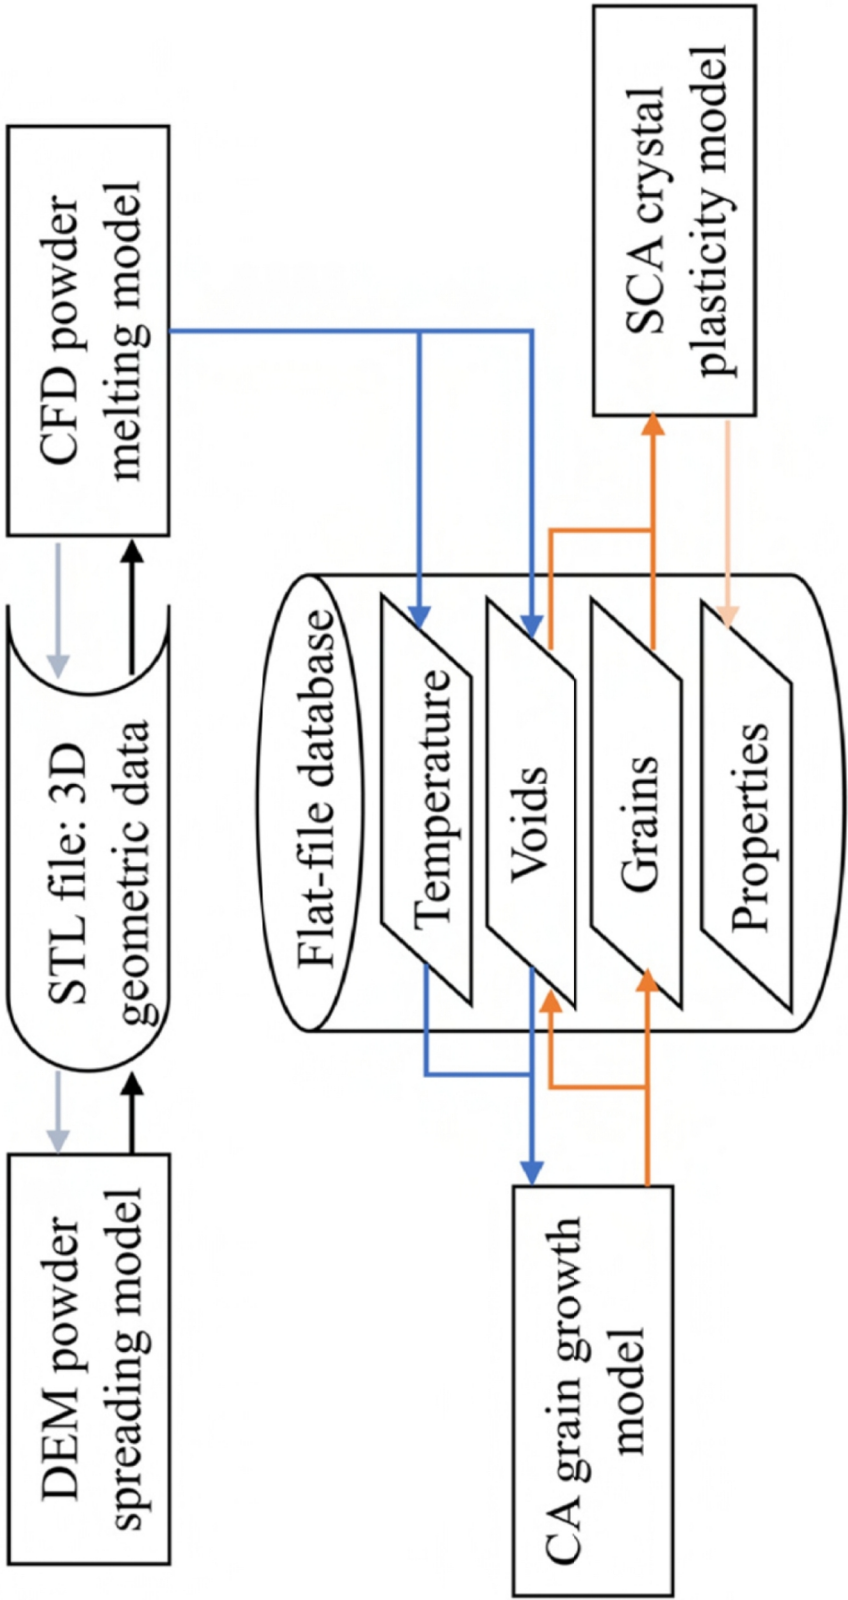 DEM powder
spreading model
STL file: 3D
geometric data
CFD powder
melting model
Flat-file database
Temperature
Voids
Grains
Properties
CA grain growth
model
SCA crystal
plasticity model